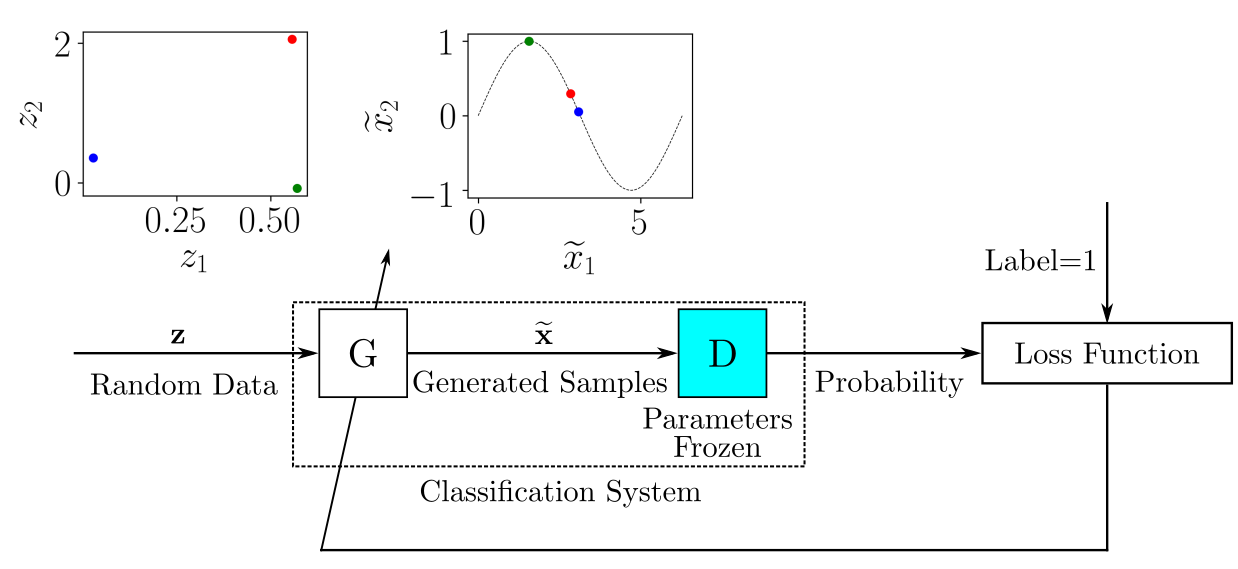 2
0
z₂
0.25 0.50
z₁
1
0
−1
x̃₂
0 5
x̃₁
Label=1
z
G
x̃
D
Loss Function
Random Data
Generated Samples
Probability
Parameters
Frozen
Classification System